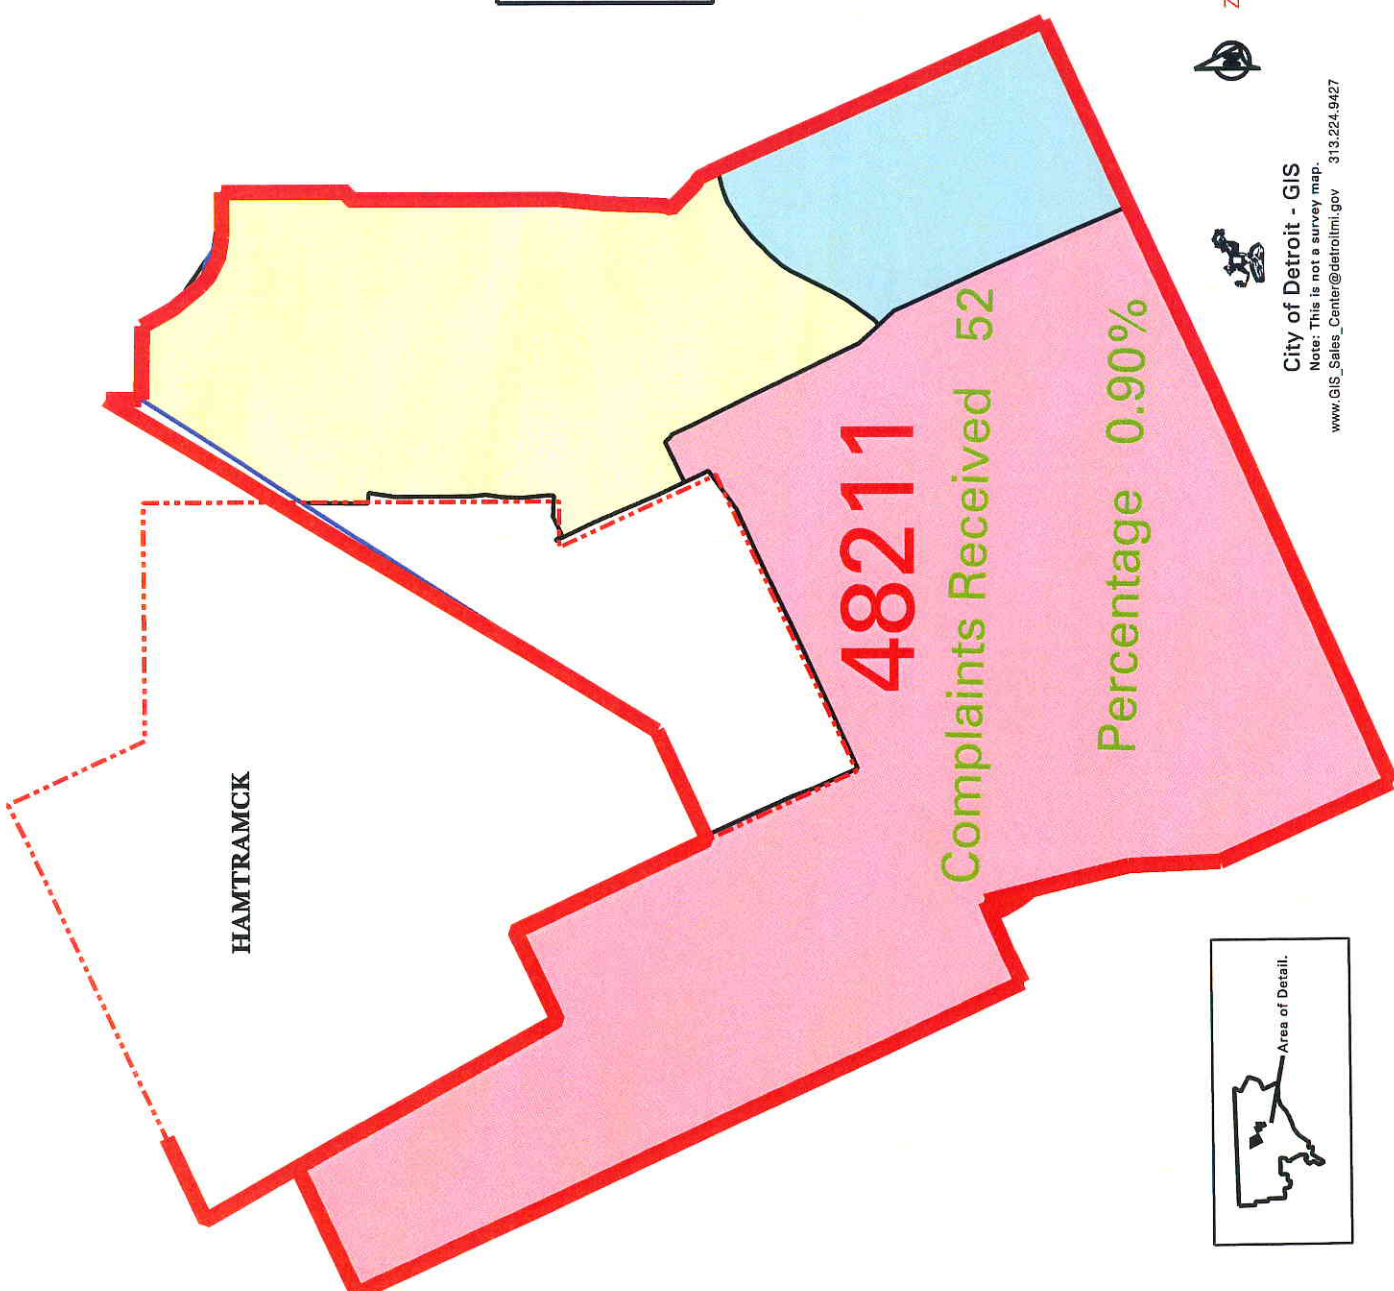 HAMTRAMCK
48211
Complaints Received 52
Percentage 0.90%
City of Detroit - GIS
Note: This is not a survey map.
www.GIS_Sales_Center@detroitmi.gov 313.224.9427
Area of Detail.